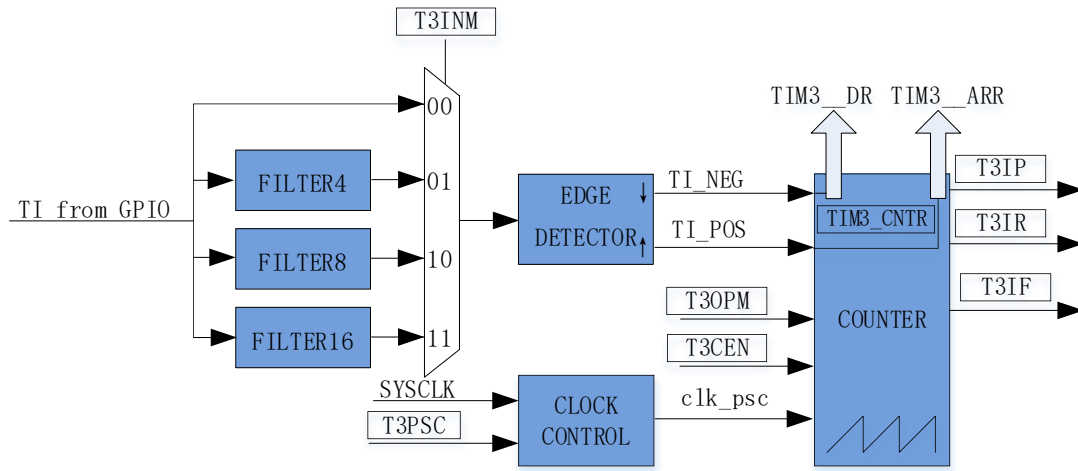 T3INM
00
TIM3__DR
TIM3__ARR
FILTER4
01
TI from GPIO
EDGE
DETECTOR
TI_NEG
TI_POS
TIM3_CNTR
T3IP
T3IR
T3IF
FILTER8
10
FILTER16
11
T3OPM
T3CEN
COUNTER
SYSCLK
T3PSC
CLOCK
CONTROL
clk_psc